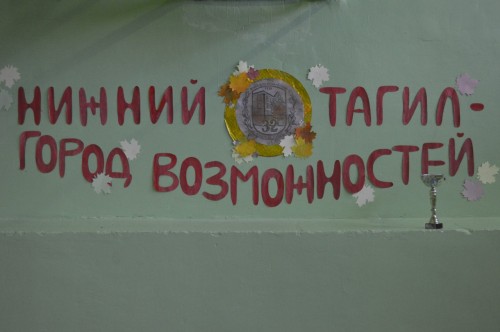 НИЖНИЙ ТАГИЛ-
ГОРОД ВОЗМОЖНОСТЕЙ